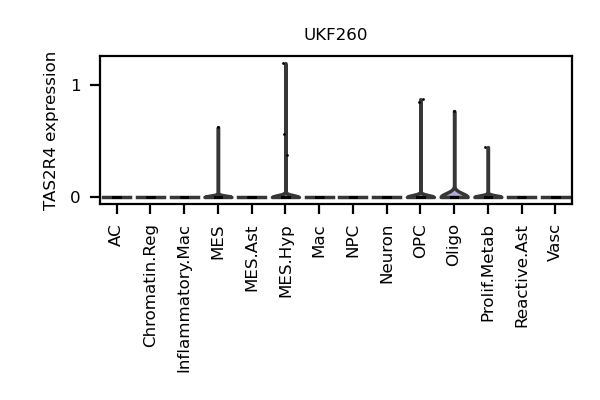 UKF260
TAS2R4 expression
1
0
AC
Chromatin.Reg
Inflammatory.Mac
MES
MES.Ast
MES.Hyp
Mac
NPC
Neuron
OPC
Oligo
Prolif.Metab
Reactive.Ast
Vasc